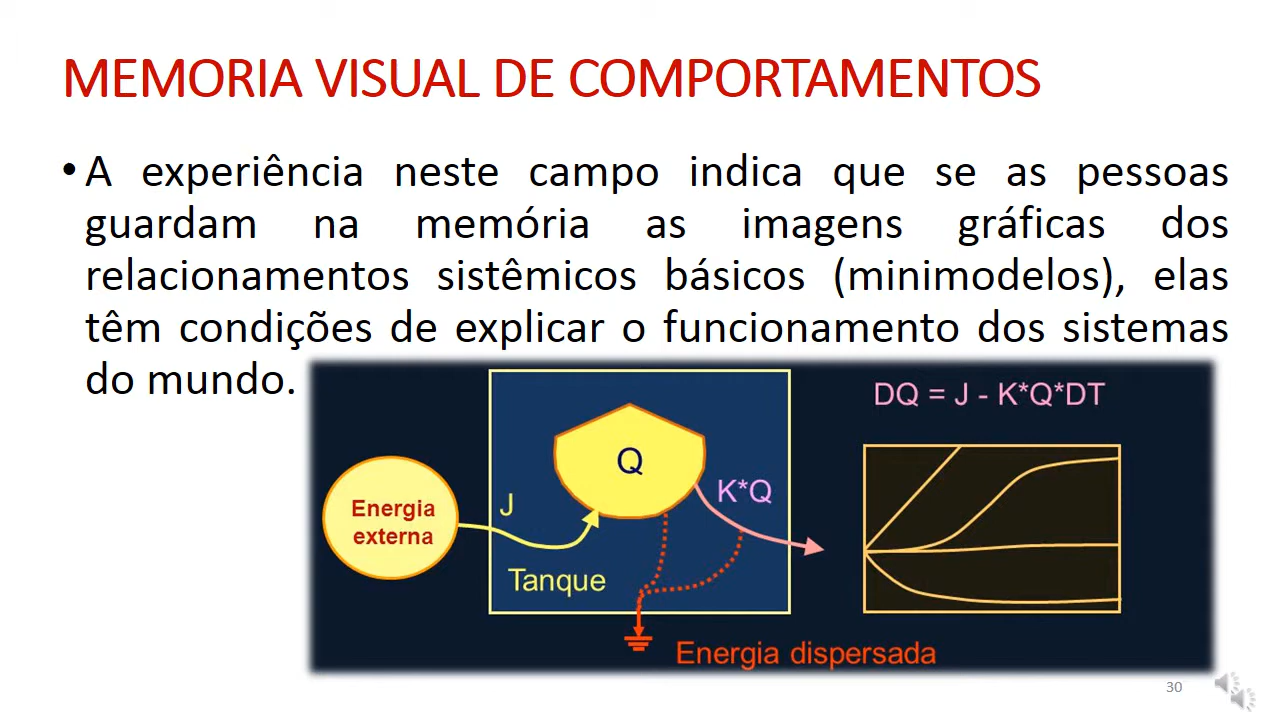 MEMORIA VISUAL DE COMPORTAMENTOS
• A experiência neste campo indica que se as pessoas
guardam na memória as imagens gráficas dos
relacionamentos sistêmicos básicos (minimodelos), elas
têm condições de explicar o funcionamento dos sistemas
do mundo.
DQ = J - K*Q*DT
Q
K*Q
J
Energia
externa
Tanque
Energia dispersada
30